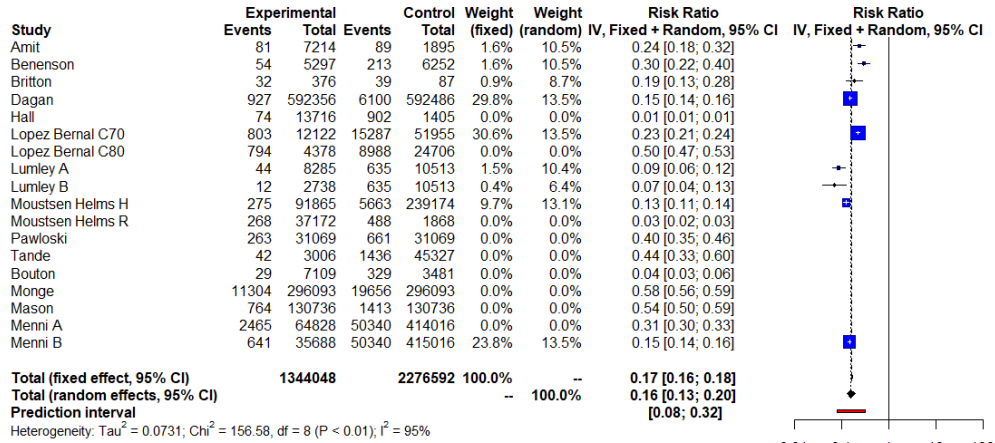 Experimental Control Weight Weight Risk Ratio Risk Ratio
Study Events Total Events Total (fixed) (random) IV, Fixed + Random, 95% CI IV, Fixed + Random, 95% CI
Amit 81 7214 89 1895 1.6% 10.5% 0.24 [0.18; 0.32]
Benenson 54 5297 213 6252 1.6% 10.5% 0.30 [0.22; 0.40]
Britton 32 376 39 87 0.9% 8.7% 0.19 [0.13; 0.28]
Dagan 927 592356 6100 592486 29.8% 13.5% 0.15 [0.14; 0.16]
Hall 74 13716 902 1405 0.0% 0.0% 0.01 [0.01; 0.01]
Lopez Bernal C70 803 12122 15287 51955 30.6% 13.5% 0.23 [0.21; 0.24]
Lopez Bernal C80 794 4378 8988 24706 0.0% 0.0% 0.50 [0.47; 0.53]
Lumley A 44 8285 635 10513 1.5% 10.4% 0.09 [0.06; 0.12]
Lumley B 12 2738 635 10513 0.4% 6.4% 0.07 [0.04; 0.13]
Moustsen Helms H 275 91865 5663 239174 9.7% 13.1% 0.13 [0.11; 0.14]
Moustsen Helms R 268 37172 488 1868 0.0% 0.0% 0.03 [0.02; 0.03]
Pawloski 263 31069 661 31069 0.0% 0.0% 0.40 [0.35; 0.46]
Tande 42 3006 1436 45327 0.0% 0.0% 0.44 [0.33; 0.60]
Bouton 29 7109 329 3481 0.0% 0.0% 0.04 [0.03; 0.06]
Monge 11304 296093 19656 296093 0.0% 0.0% 0.58 [0.56; 0.59]
Mason 764 130736 1413 130736 0.0% 0.0% 0.54 [0.50; 0.59]
Menni A 2465 64828 50340 414016 0.0% 0.0% 0.31 [0.30; 0.33]
Menni B 641 35688 50340 415016 23.8% 13.5% 0.15 [0.14; 0.16]
Total (fixed effect, 95% CI) 1344048 2276592 100.0% -- 0.17 [0.16; 0.18]
Total (random effects, 95% CI) -- 100.0% 0.16 [0.13; 0.20]
Prediction interval [0.08; 0.32]
Heterogeneity: Tau² = 0.0731; Chi² = 156.58, df = 8 (P < 0.01); I² = 95%